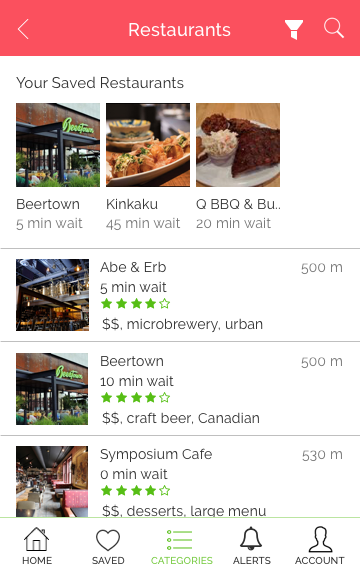 Restaurants
Your Saved Restaurants
Beertown
Beertown
5 min wait
Kinkaku
45 min wait
Q BBQ & Bu..
20 min wait
Abe & Erb
500 m
5 min wait
$$, microbrewery, urban
Beertown
Beertown
500 m
10 min wait
$$, craft beer, Canadian
Symposium Cafe
530 m
0 min wait
$$, desserts, large menu
HOME
SAVED
CATEGORIES
ALERTS
ACCOUNT